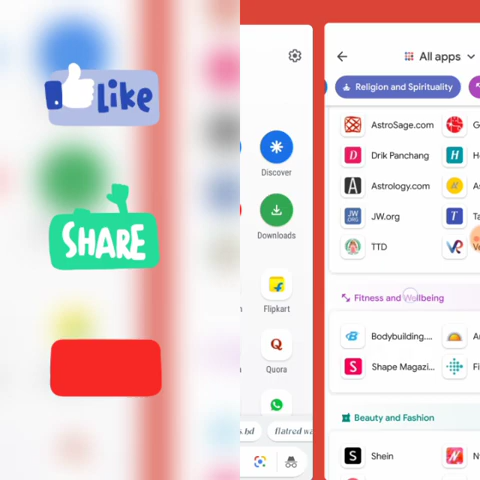 Like
SHARE
Discover
Downloads
Flipkart
Quora
All apps
Religion and Spirituality
AstroSage.com
Drik Panchang
Astrology.com
JW.org
TTD
Fitness and Wellbeing
Bodybuilding....
Shape Magazi...
Beauty and Fashion
Shein